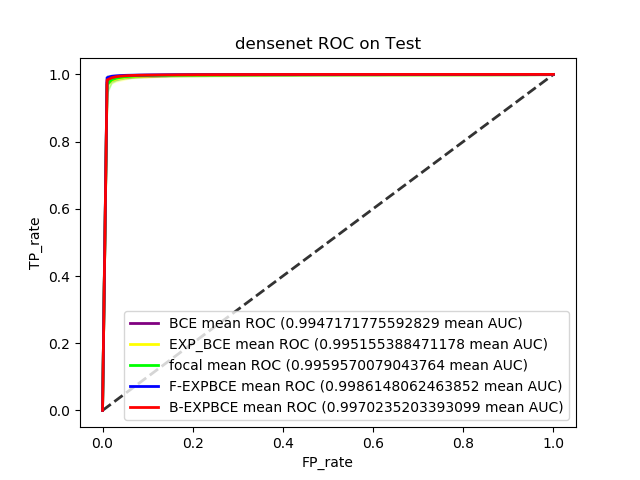 densenet ROC on Test
1.0
0.8
0.6
0.4
0.2
0.0
TP_rate
BCE mean ROC (0.9947171775592829 mean AUC)
EXP_BCE mean ROC (0.995155388471178 mean AUC)
focal mean ROC (0.9959570079043764 mean AUC)
F-EXPBCE mean ROC (0.9986148062463852 mean AUC)
B-EXPBCE mean ROC (0.9970235203393099 mean AUC)
0.0 0.2 0.4 0.6 0.8 1.0
FP_rate